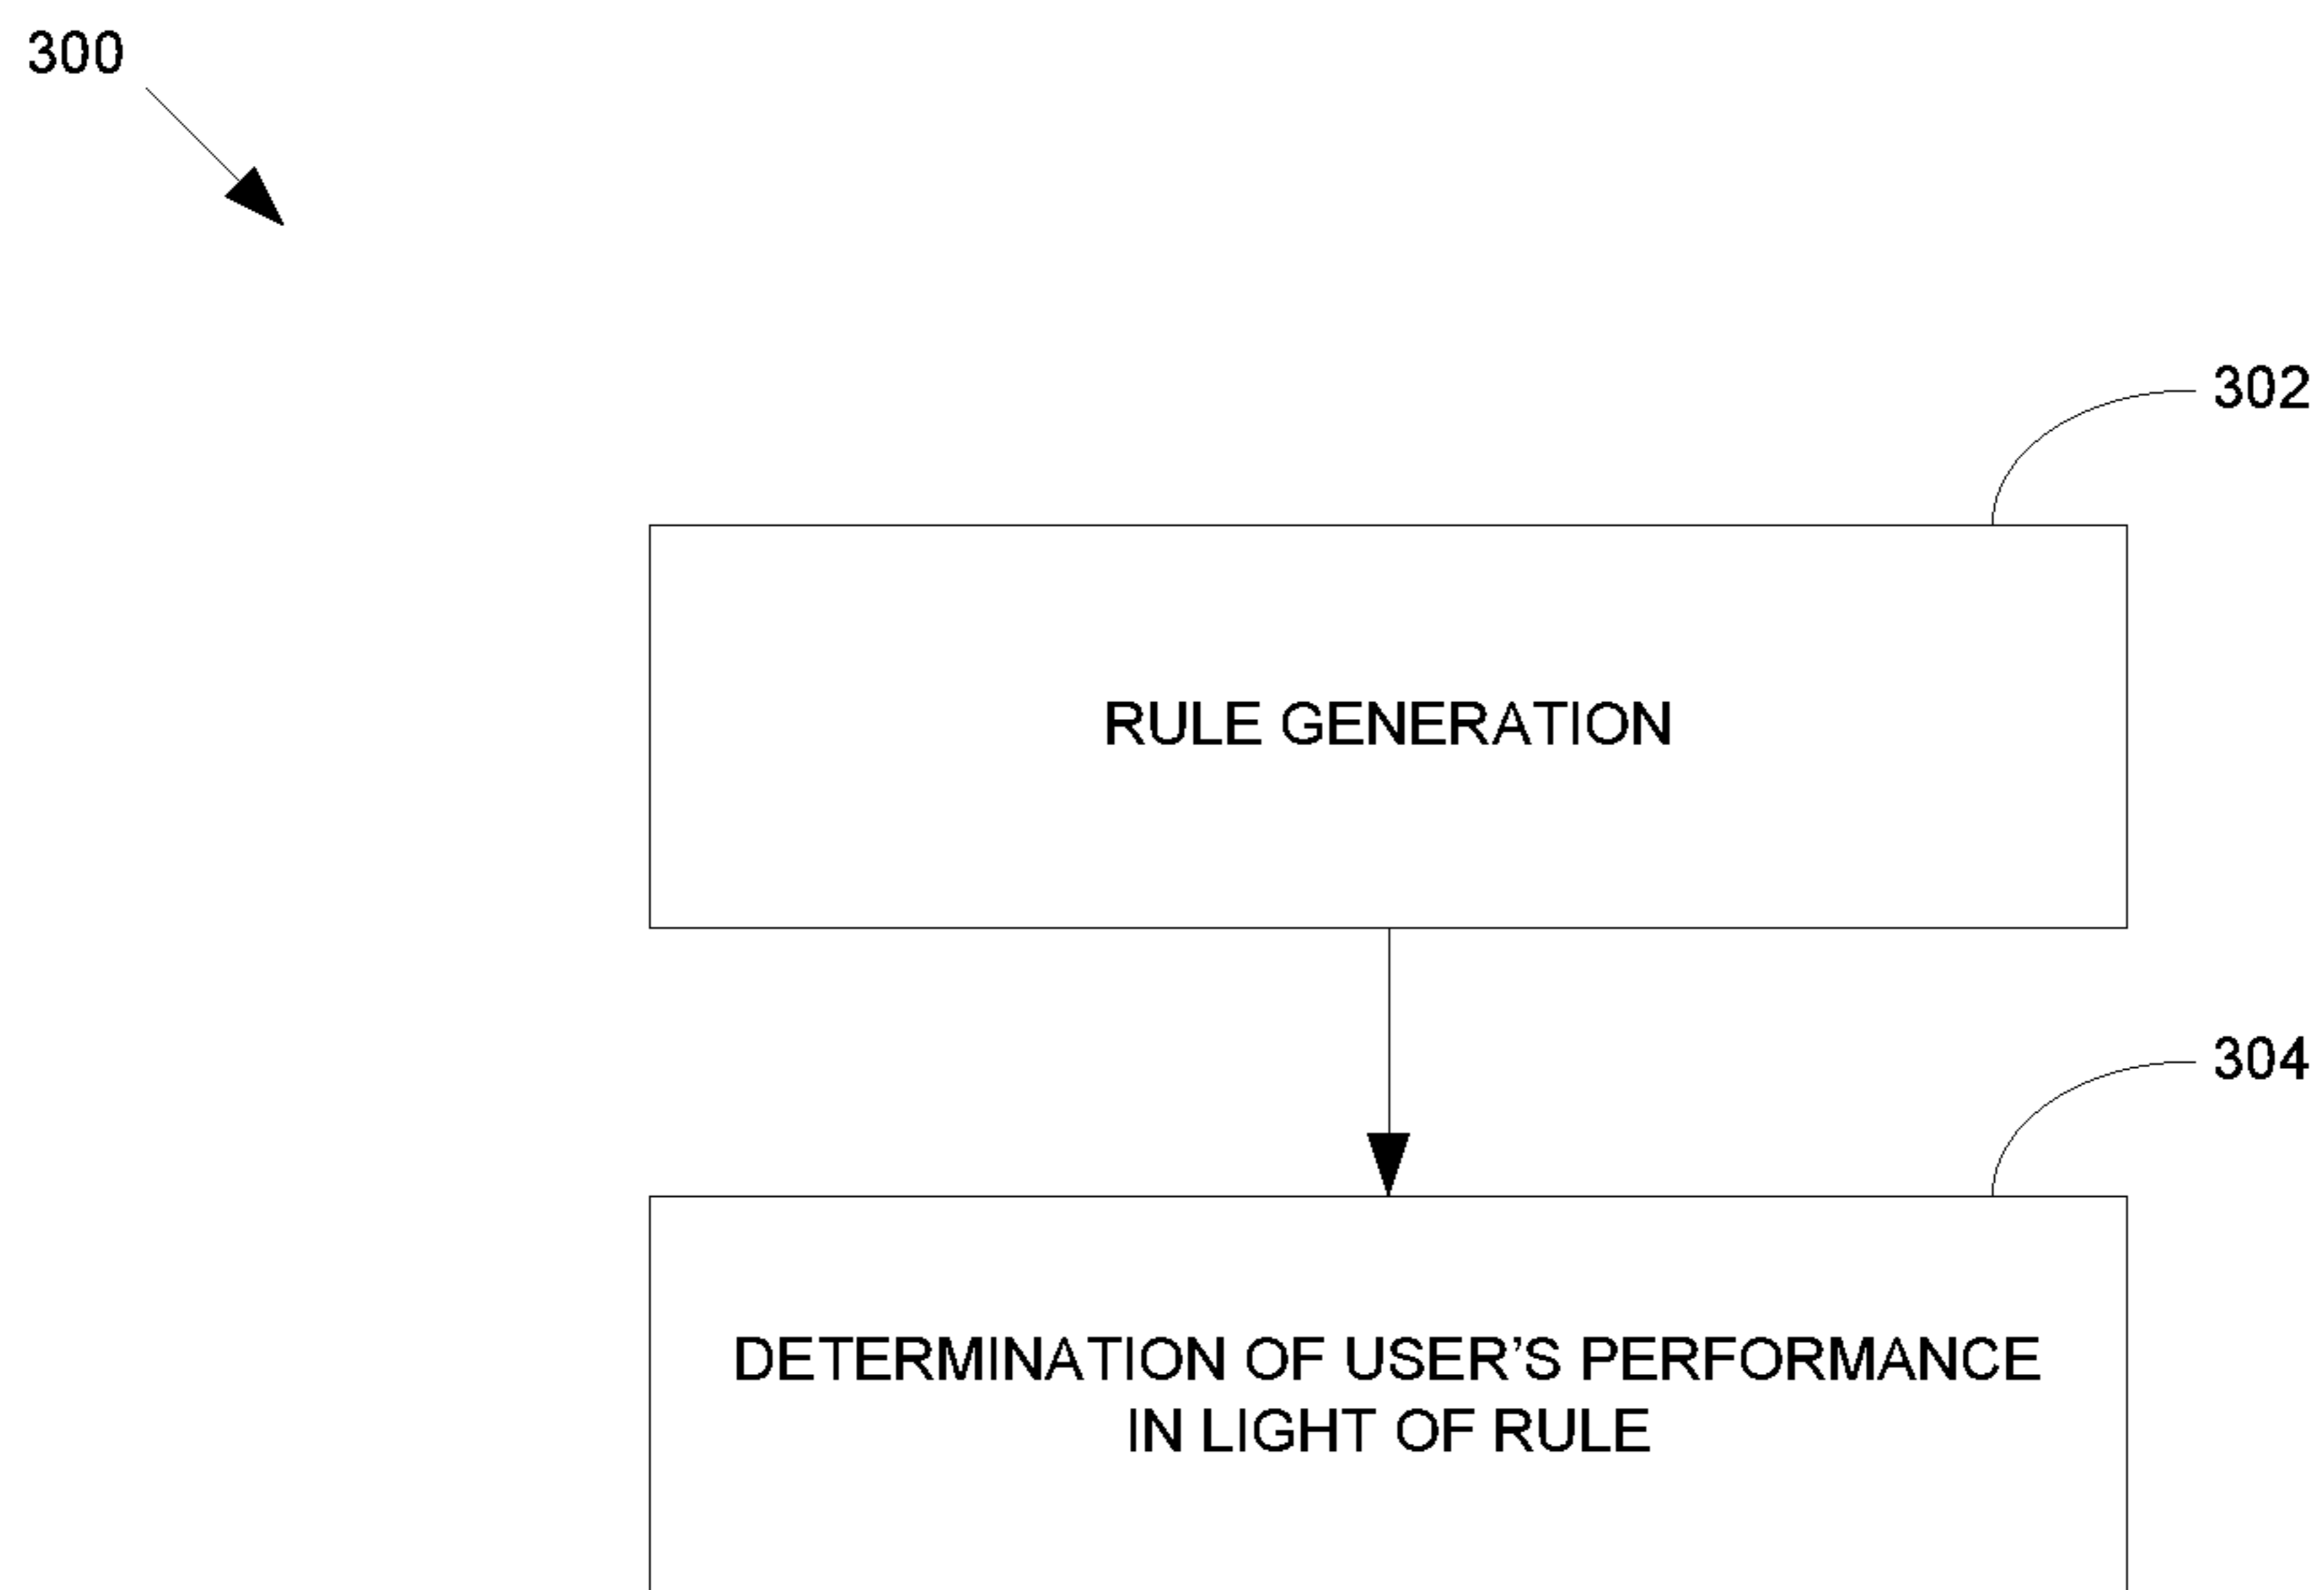 300
302
RULE GENERATION
304
DETERMINATION OF USER’S PERFORMANCE
IN LIGHT OF RULE